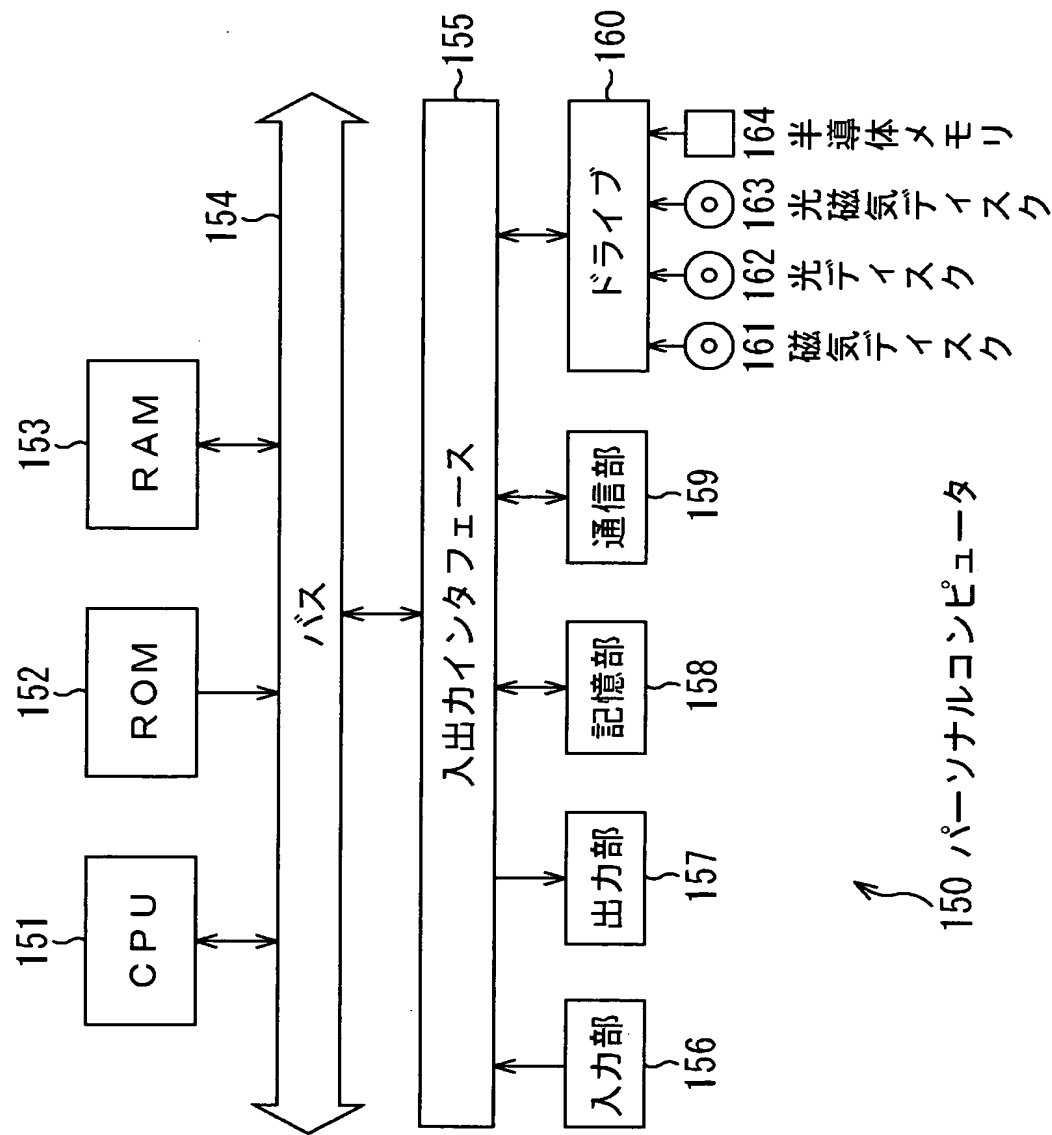 151
CPU
152
ROM
153
RAM
154
バス
155
入出力インタフェース
156
入力部
157
出力部
158
記憶部
159
通信部
160
ドライブ
161
磁気ディスク
162
光ディスク
163
光磁気ディスク
164
半導体メモリ
150 パーソナルコンピュータ